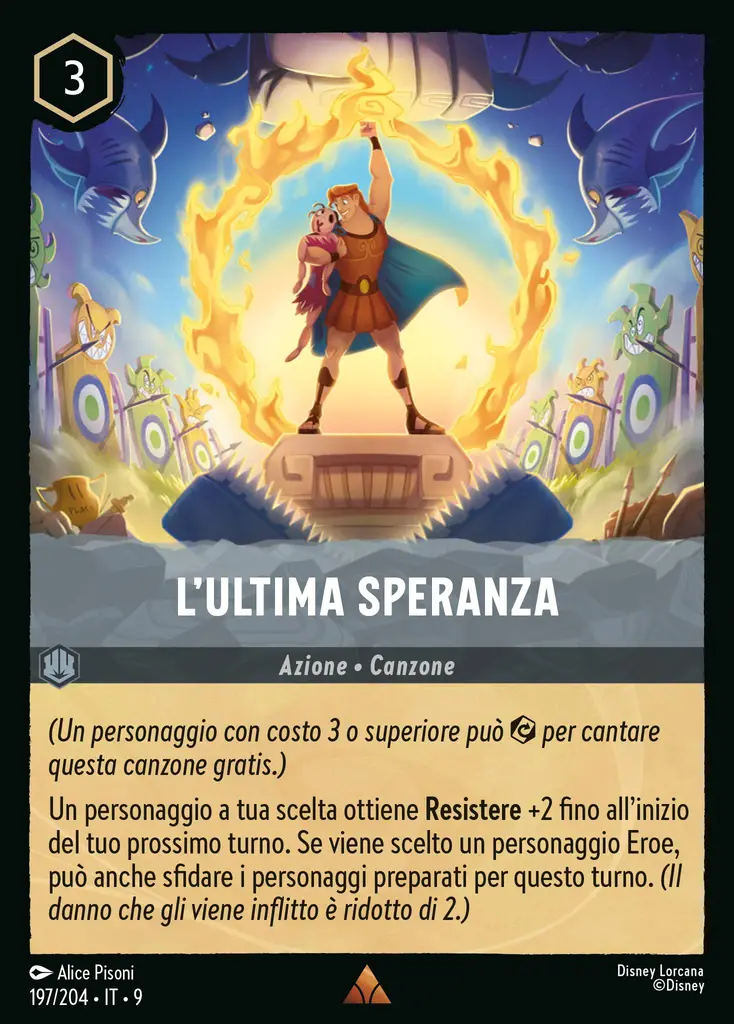 3
L'ULTIMA SPERANZA
Azione • Canzone
(Un personaggio con costo 3 o superiore può per cantare
questa canzone gratis.)
Un personaggio a tua scelta ottiene Resistere +2 fino all'inizio
del tuo prossimo turno. Se viene scelto un personaggio Eroe,
può anche sfidare i personaggi preparati per questo turno. (Il
danno che gli viene inflitto è ridotto di 2.)
Alice Pisoni
Disney Lorcana
197/204 • IT • 9
©Disney